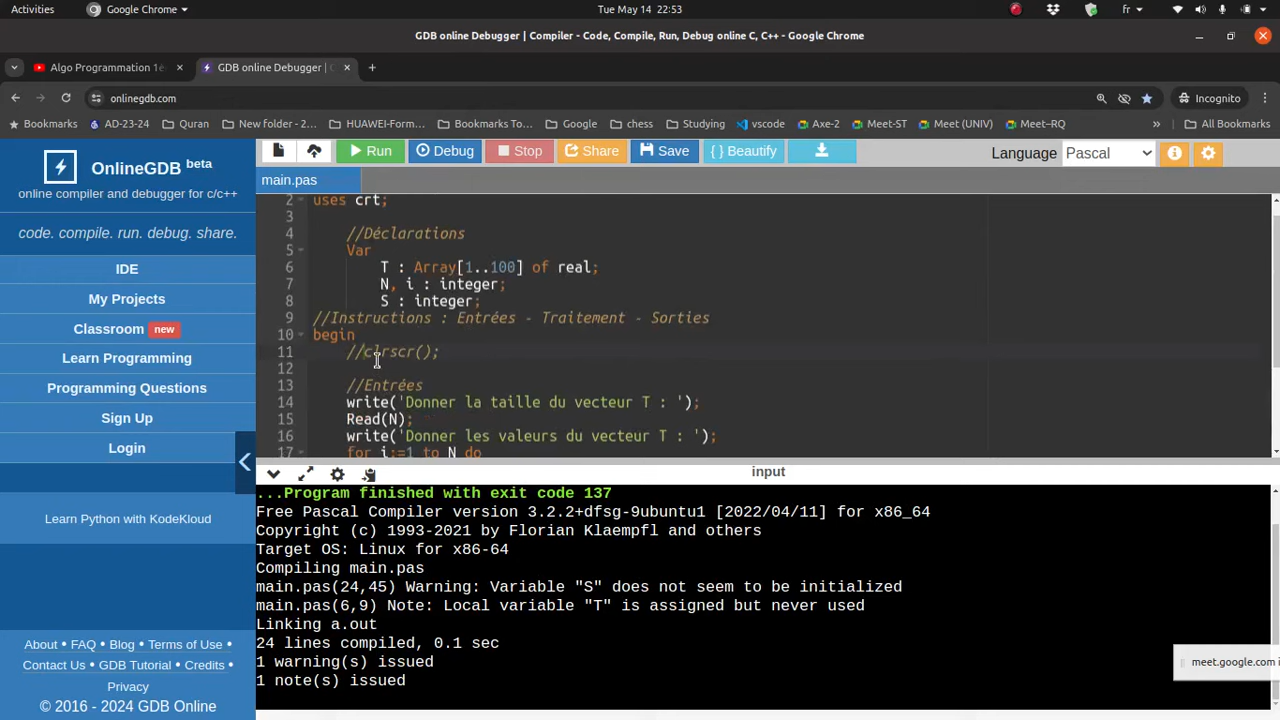 Activities
Google Chrome
Tue May 14 22:53
fr
GDB online Debugger | Compiler - Code, Compile, Run, Debug online C, C++ - Google Chrome
Algo Programmation 1é
GDB online Debugger |
onlinegdb.com
Incognito
Bookmarks
AD-23-24
Quran
New folder - 2…
HUAWEI-Form…
Bookmarks To…
Google
chess
Studying
vscode
Axe-2
Meet-ST
Meet (UNIV)
Meet–RQ
»
All Bookmarks
OnlineGDB beta
online compiler and debugger for c/c++
code. compile. run. debug. share.
IDE
My Projects
Classroom new
Learn Programming
Programming Questions
Sign Up
Login
Learn Python with KodeKloud
About • FAQ • Blog • Terms of Use •
Contact Us • GDB Tutorial • Credits •
Privacy
© 2016 - 2024 GDB Online
Run
Debug
Stop
Share
Save
{ } Beautify
Language Pascal
main.pas
2 uses crt;
3
4 //Déclarations
5 Var
6 T : Array[1..100] of real;
7 N, i : integer;
8 S : integer;
9 //Instructions : Entrées - Traitement - Sorties
10 begin
11 //clrscr();
12
13 //Entrées
14 write('Donner la taille du vecteur T : ');
15 Read(N);
16 write('Donner les valeurs du vecteur T : ');
17 for i:=1 to N do
input
...Program finished with exit code 137
Free Pascal Compiler version 3.2.2+dfsg-9ubuntu1 [2022/04/11] for x86_64
Copyright (c) 1993-2021 by Florian Klaempfl and others
Target OS: Linux for x86-64
Compiling main.pas
main.pas(24,45) Warning: Variable "S" does not seem to be initialized
main.pas(6,9) Note: Local variable "T" is assigned but never used
Linking a.out
24 lines compiled, 0.1 sec
1 warning(s) issued
1 note(s) issued
meet.google.com i